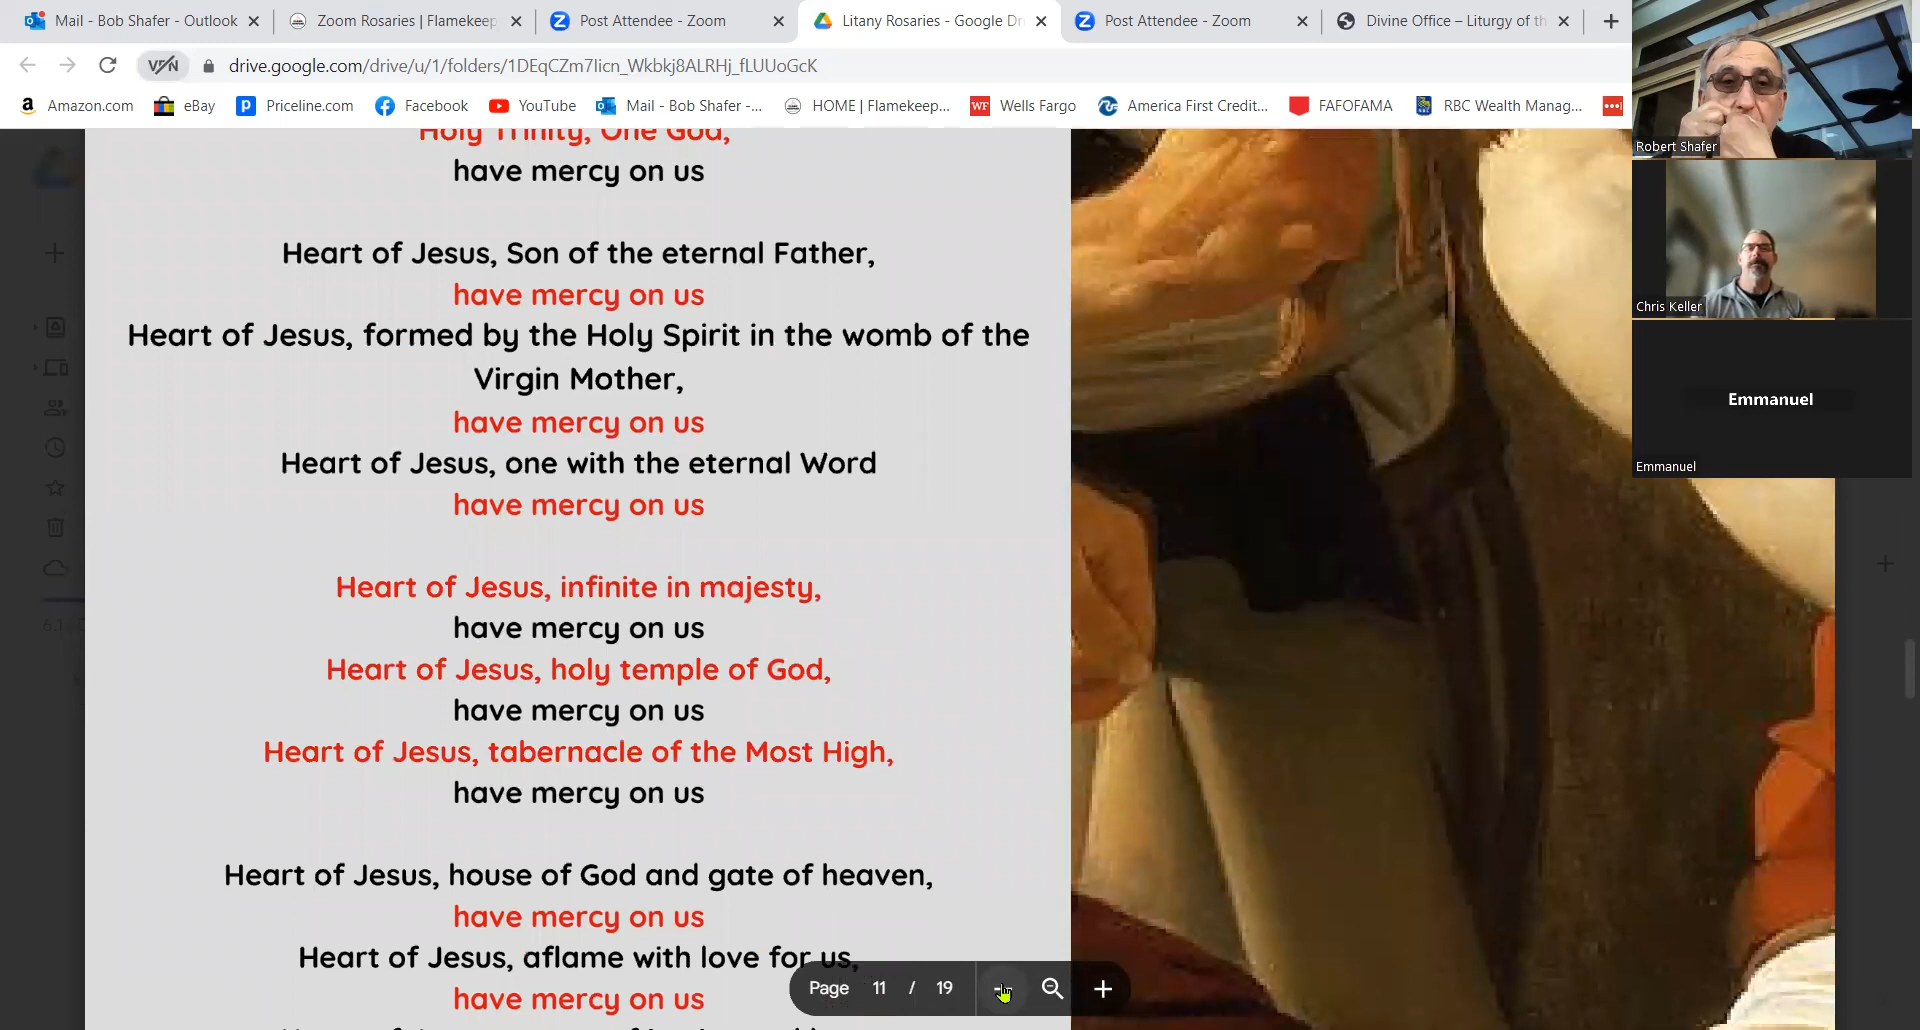 Mail - Bob Shafer - Outlook
Zoom Rosaries | Flamekeep
Post Attendee - Zoom
Litany Rosaries - Google Dr
Post Attendee - Zoom
Divine Office – Liturgy of th
VPN
drive.google.com/drive/u/1/folders/1DEqCZm7Iicn_Wkbkj8ALRHj_fLUUoGcK
Amazon.com
eBay
Priceline.com
Facebook
YouTube
Mail - Bob Shafer -...
HOME | Flamekeep...
WF Wells Fargo
America First Credit...
FAFOFAMA
RBC Wealth Manag...
Holy Trinity, One God,
have mercy on us
Heart of Jesus, Son of the eternal Father,
have mercy on us
Heart of Jesus, formed by the Holy Spirit in the womb of the
Virgin Mother,
have mercy on us
Heart of Jesus, one with the eternal Word
have mercy on us
Heart of Jesus, infinite in majesty,
have mercy on us
Heart of Jesus, holy temple of God,
have mercy on us
Heart of Jesus, tabernacle of the Most High,
have mercy on us
Heart of Jesus, house of God and gate of heaven,
have mercy on us
Heart of Jesus, aflame with love for us,
have mercy on us
Page 11 / 19
Robert Shafer
Chris Keller
Emmanuel
Emmanuel